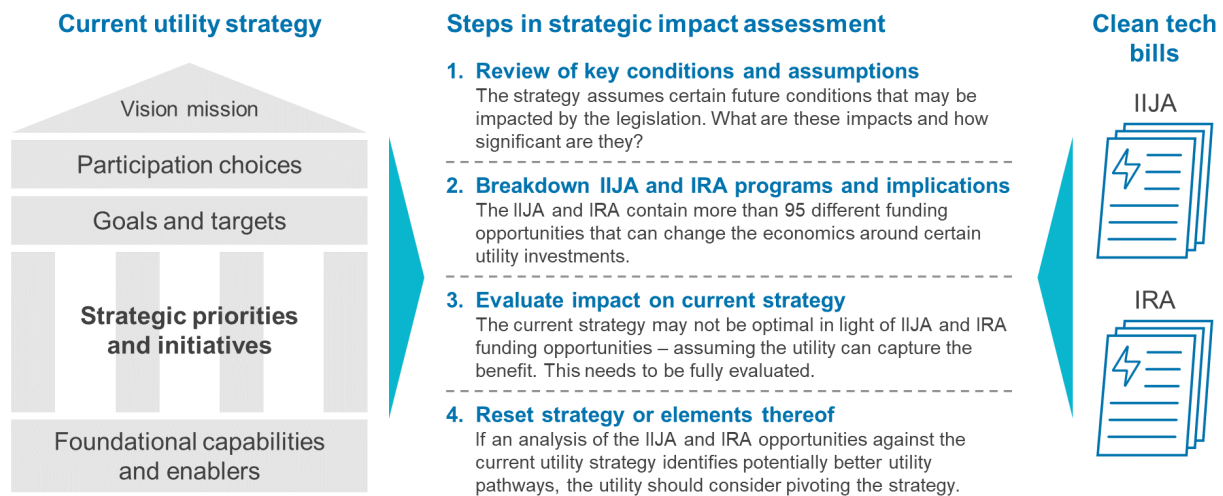 Current utility strategy
Vision mission
Participation choices
Goals and targets
Strategic priorities
and initiatives
Foundational capabilities
and enablers
Steps in strategic impact assessment
1. Review of key conditions and assumptions
The strategy assumes certain future conditions that may be
impacted by the legislation. What are these impacts and how
significant are they?
2. Breakdown IIJA and IRA programs and implications
The IIJA and IRA contain more than 95 different funding
opportunities that can change the economics around certain
utility investments.
3. Evaluate impact on current strategy
The current strategy may not be optimal in light of IIJA and IRA
funding opportunities – assuming the utility can capture the
benefit. This needs to be fully evaluated.
4. Reset strategy or elements thereof
If an analysis of the IIJA and IRA opportunities against the
current utility strategy identifies potentially better utility
pathways, the utility should consider pivoting the strategy.
Clean tech
bills
IIJA
IRA